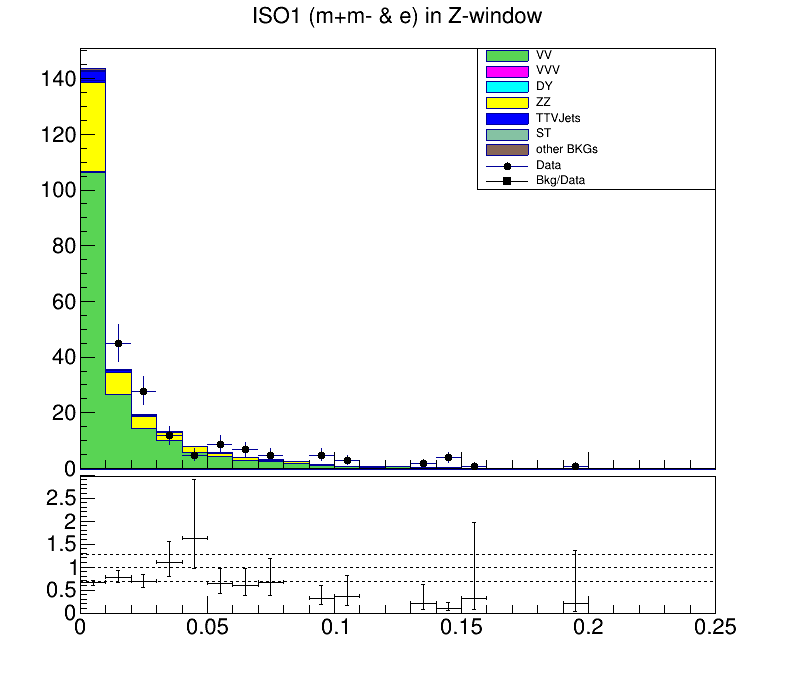 ISO1 (m+m- & e) in Z-window
VV
VVV
DY
ZZ
TTVJets
ST
other BKGs
Data
Bkg/Data
140
120
100
80
60
40
20
0
2.5
2
1.5
1
0.5
0
0 0.05 0.1 0.15 0.2 0.25